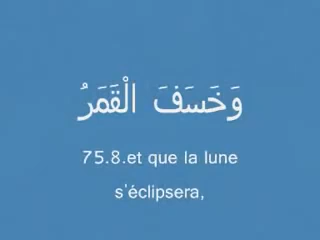 وَخَسَفَ الْقَمَرُ
75.8.et que la lune
s'éclipsera,